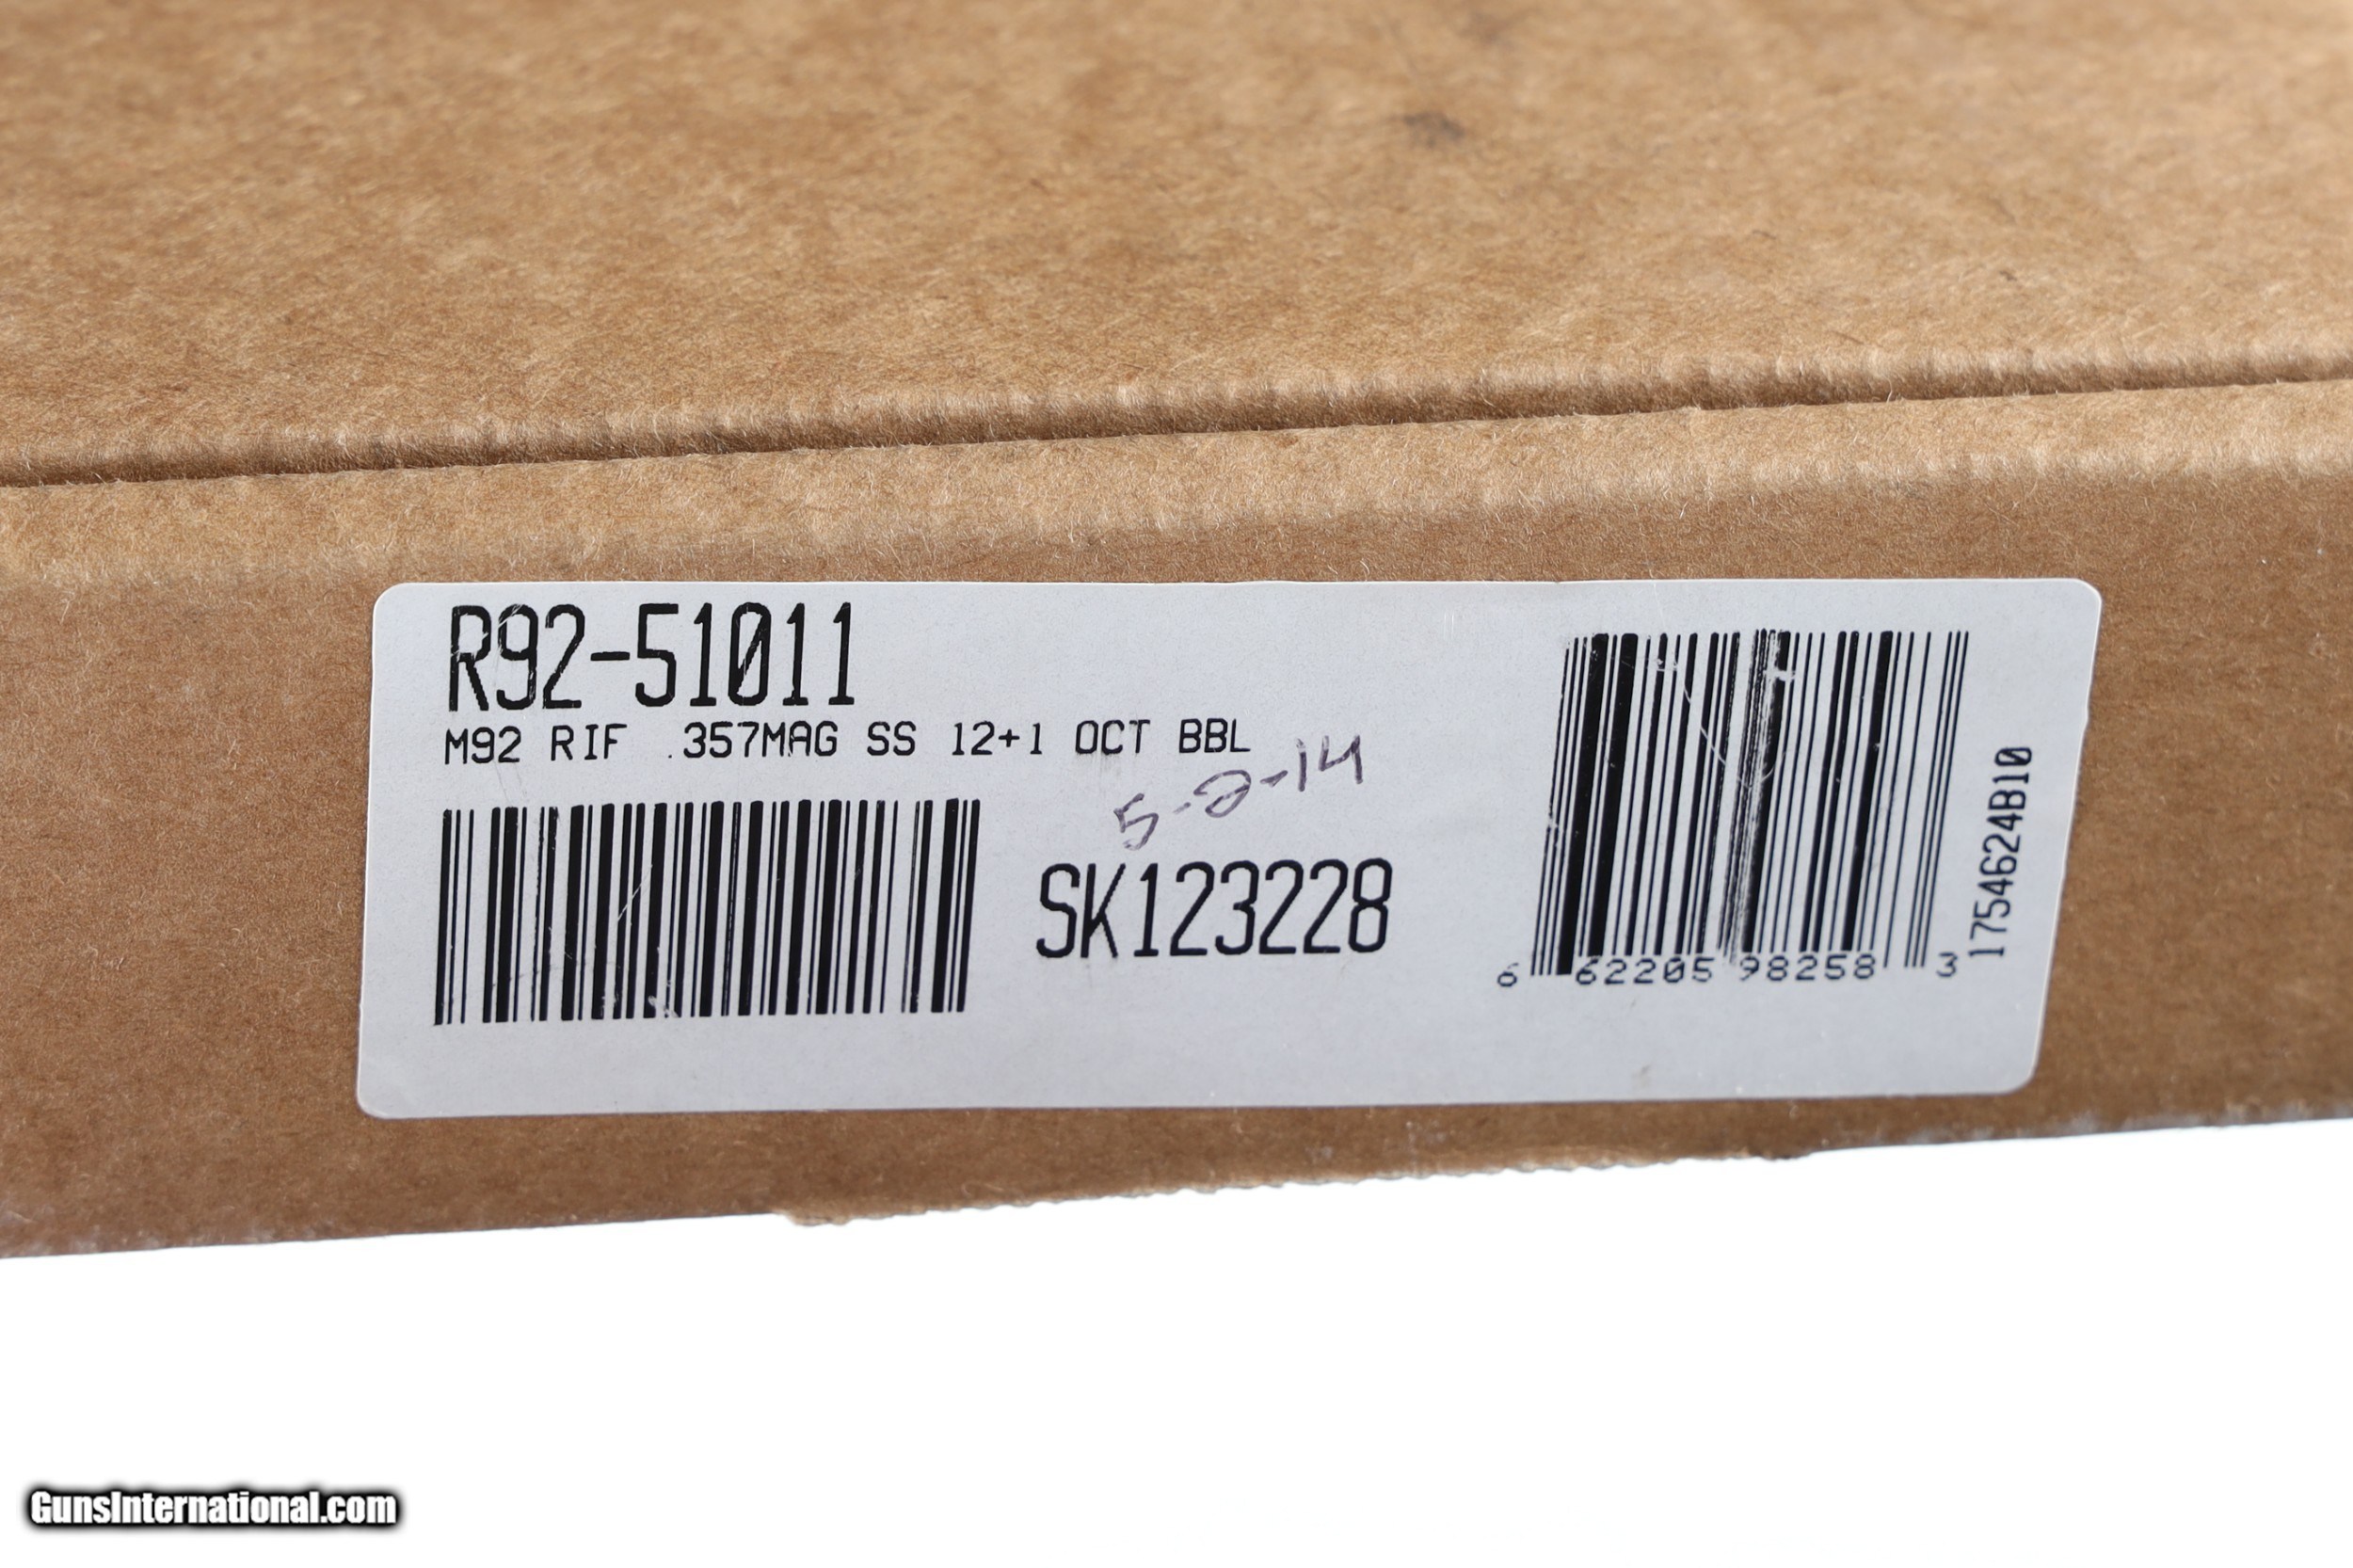 R92-51011
M92 RIF .357MAG SS 12+1 OCT BBL
5-2-14
SK123228
6 62205 98258 3
17546624B10
GunsInternational.com